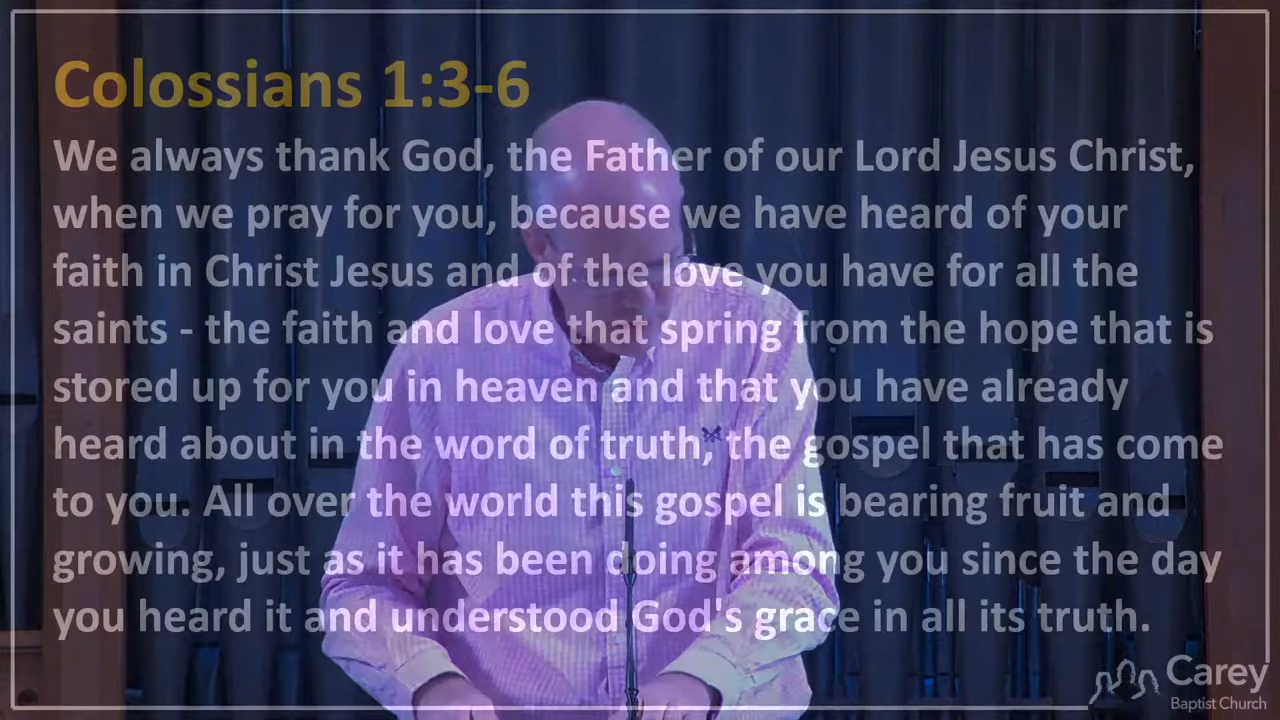 Colossians 1:3-6
We always thank God, the Father of our Lord Jesus Christ,
when we pray for you, because we have heard of your
faith in Christ Jesus and of the love you have for all the
saints - the faith and love that spring from the hope that is
stored up for you in heaven and that you have already
heard about in the word of truth, the gospel that has come
to you. All over the world this gospel is bearing fruit and
growing, just as it has been doing among you since the day
you heard it and understood God's grace in all its truth.
Carey
Baptist Church